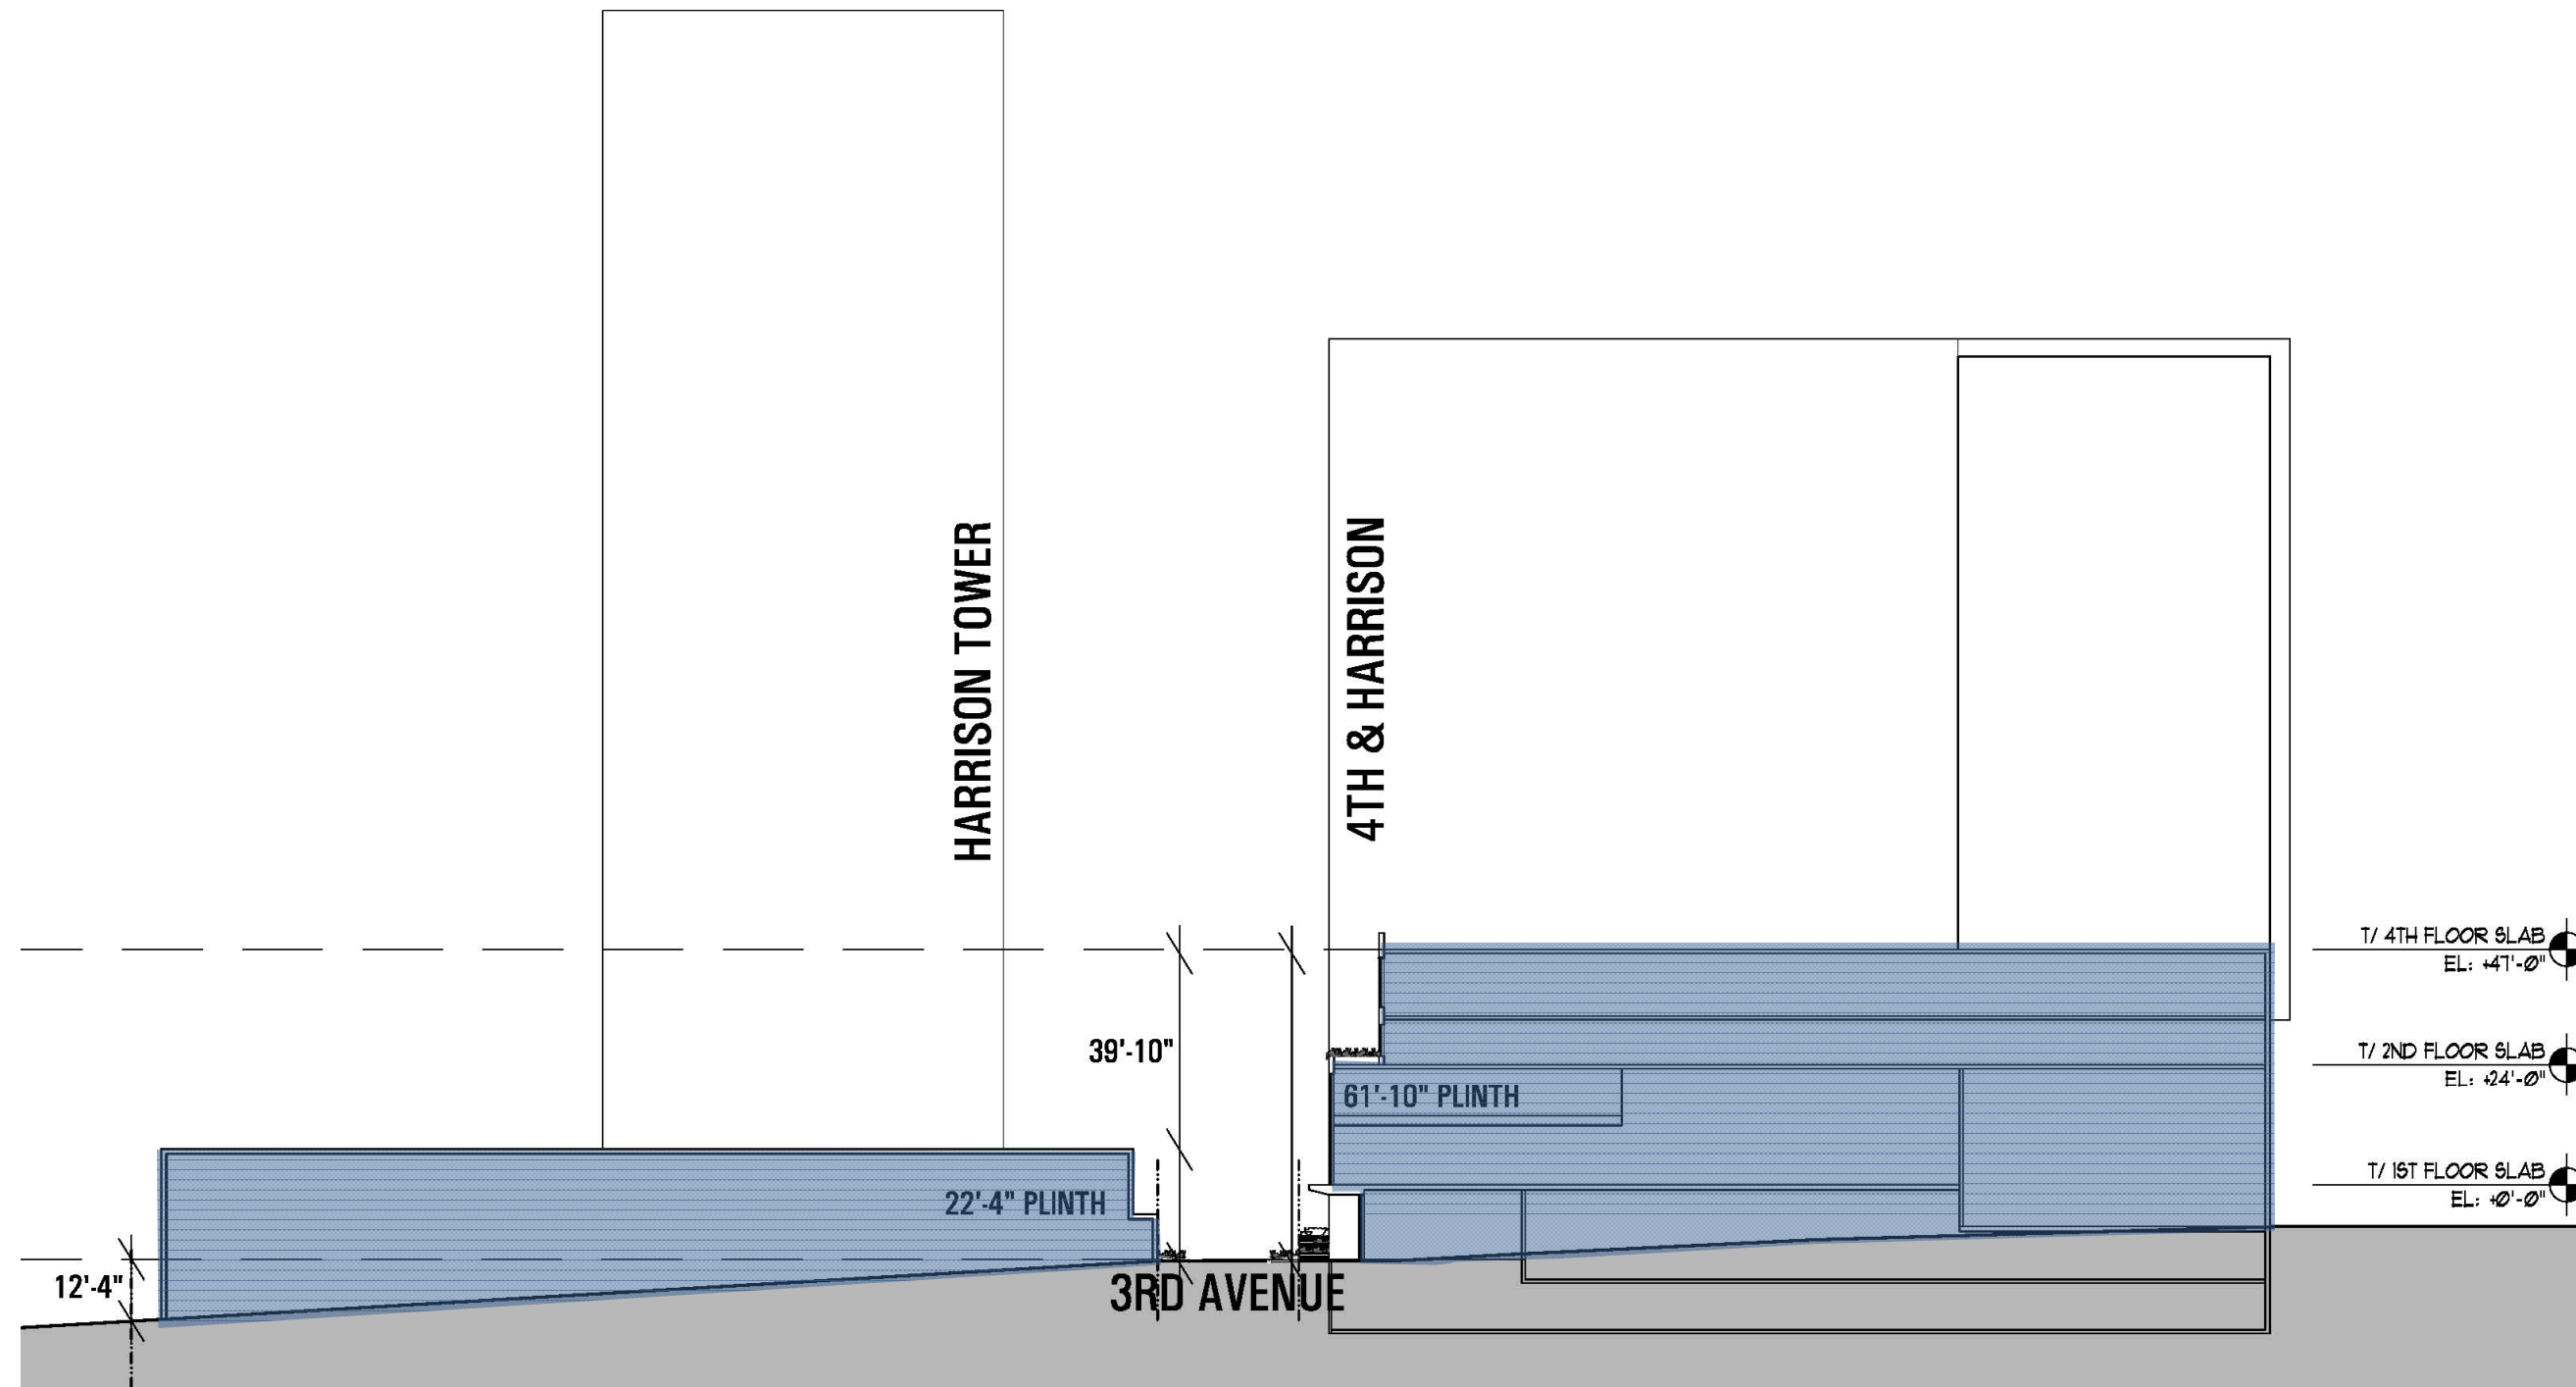 HARRISON TOWER
4TH & HARRISON
T/ 4TH FLOOR SLAB
EL: +47'-0"
39'-10"
T/ 2ND FLOOR SLAB
EL: +24'-0"
61'-10" PLINTH
T/ 1ST FLOOR SLAB
EL: +0'-0"
22'-4" PLINTH
12'-4"
3RD AVENUE